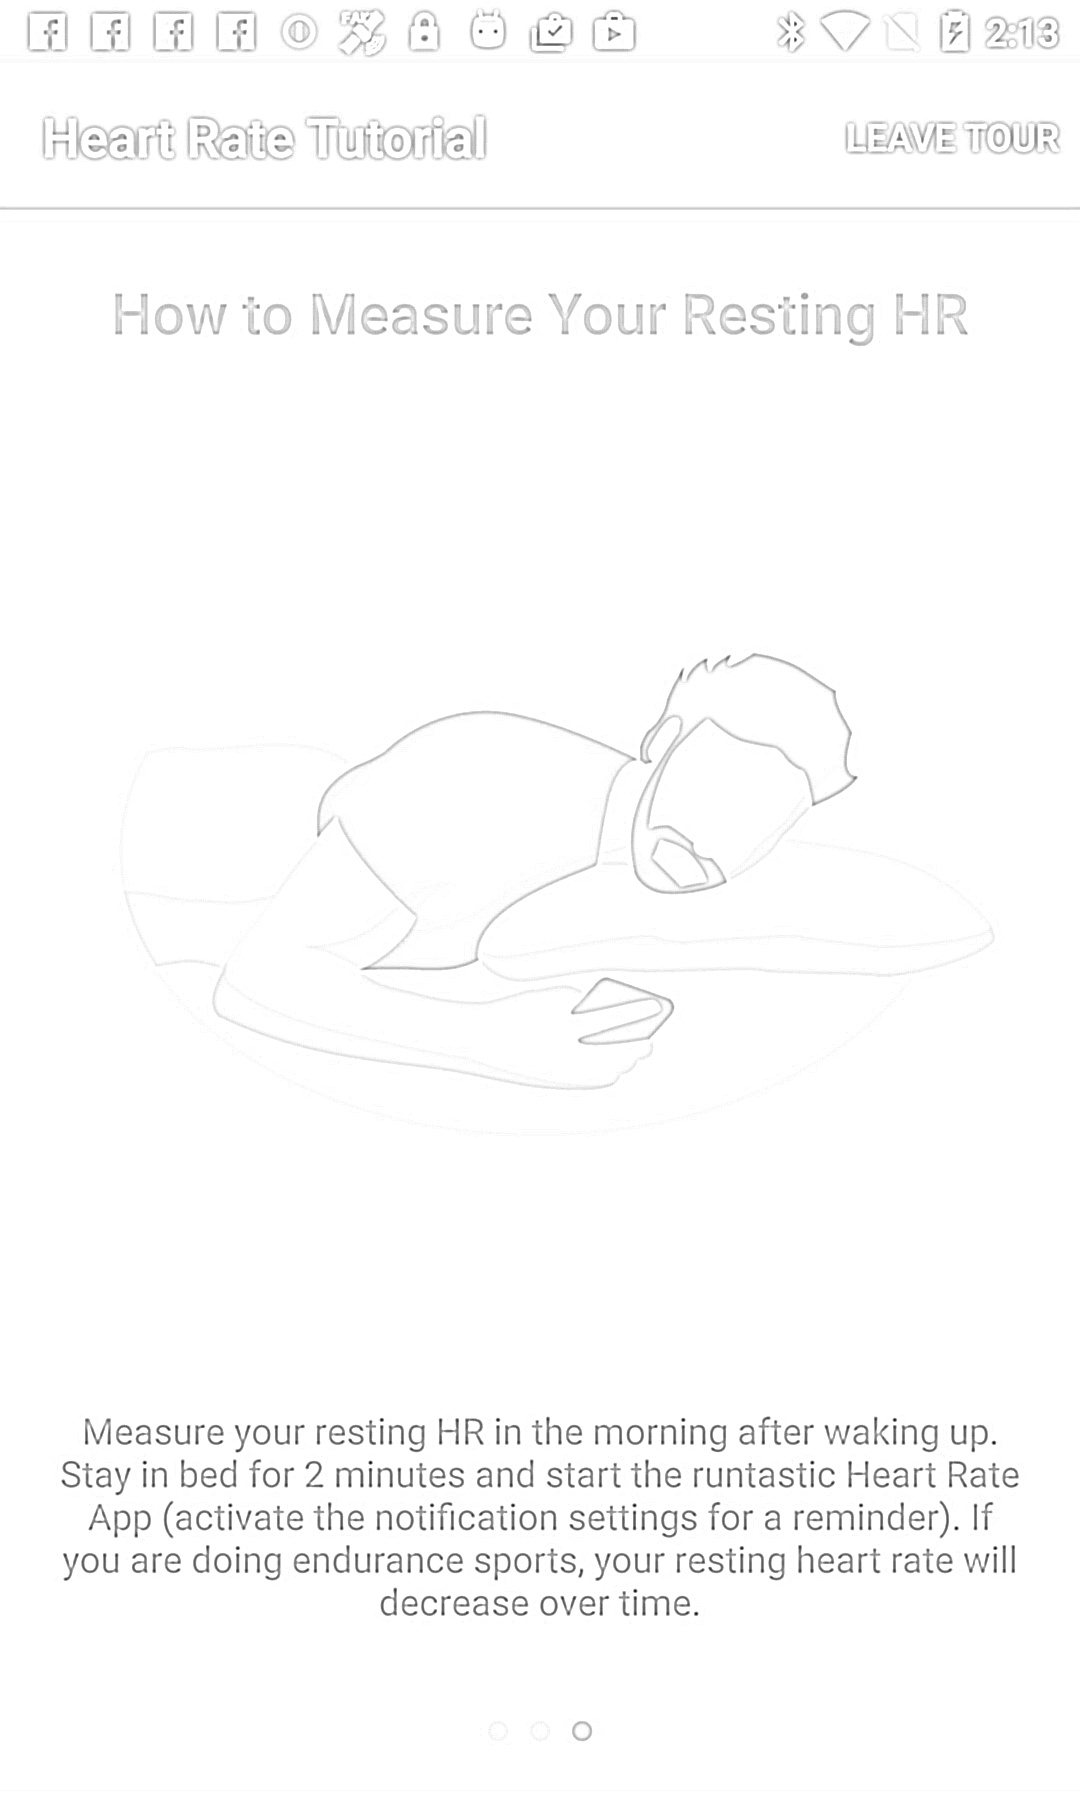 2:13
Heart Rate Tutorial
LEAVE TOUR
How to Measure Your Resting HR
Measure your resting HR in the morning after waking up.
Stay in bed for 2 minutes and start the runtastic Heart Rate
App (activate the notification settings for a reminder). If
you are doing endurance sports, your resting heart rate will
decrease over time.